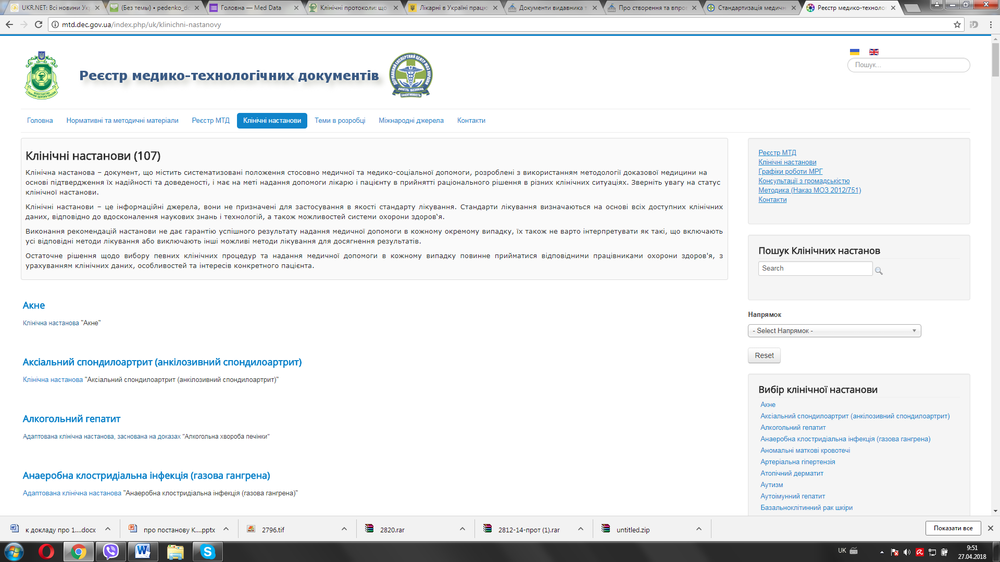 UKR.NET: Всі новини Укр
(Без темы) • pedenko_do
Головна — Med Data
Клінічні протоколи: що
Лікарні в Україні працюю
Документи видавника та
Про створення та впров
Стандартизація медичн
Реєстр медико-техноло
mtd.dec.gov.ua/index.php/uk/klinichni-nastanovy
Реєстр медико-технологічних документів
Пошук...
Головна
Нормативні та методичні матеріали
Реєстр МТД
Клінічні настанови
Теми в розробці
Міжнародні джерела
Контакти
Клінічні настанови (107)
Клінічна настанова – документ, що містить систематизовані положення стосовно медичної та медико-соціальної допомоги, розроблені з використанням методології доказової медицини на
основі підтвердження їх надійності та доведеності, і має на меті надання допомоги лікарю і пацієнту в прийнятті раціонального рішення в різних клінічних ситуаціях. Зверніть увагу на статус
клінічної настанови.
Клінічні настанови – це інформаційні джерела, вони не призначені для застосування в якості стандарту лікування. Стандарти лікування визначаються на основі всіх доступних клінічних
даних, відповідно до вдосконалення наукових знань і технологій, а також можливостей системи охорони здоров‘я.
Виконання рекомендацій настанови не дає гарантію успішного результату надання медичної допомоги в кожному окремому випадку, їх також не варто інтерпретувати як такі, що включають
усі відповідні методи лікування або виключають інші можливі методи лікування для досягнення результатів.
Остаточне рішення щодо вибору певних клінічних процедур та надання медичної допомоги в кожному випадку повинне прийматися відповідними працівниками охорони здоров'я, з
урахуванням клінічних даних, особливостей та інтересів конкретного пацієнта.
Акне
Клінічна настанова "Акне"
Аксіальний спондилоартрит (анкілозивний спондилоартрит)
Клінічна настанова "Аксіальний спондилоартрит (анкілозивний спондилоартрит)"
Алкогольний гепатит
Адаптована клінічна настанова, заснована на доказах "Алкогольна хвороба печінки"
Анаеробна клостридіальна інфекція (газова гангрена)
Адаптована клінічна настанова "Анаеробна клостридіальна інфекція (газова гангрена)"
Реєстр МТД
Клінічні настанови
Графіки роботи МРГ
Консультації з громадськістю
Методика (Наказ МОЗ 2012/751)
Контакти
Пошук Клінічних настанов
Search
Напрямок
- Select Напрямок -
Reset
Вибір клінічної настанови
Акне
Аксіальний спондилоартрит (анкілозивний спондилоартрит)
Алкогольний гепатит
Анаеробна клостридіальна інфекція (газова гангрена)
Аномальні маткові кровотечі
Артеріальна гіпертензія
Атопічний дерматит
Аутизм
Аутоімунний гепатит
Базальноклітинний рак шкіри
к докладу про 1....docx
про постанову К....pptx
2796.tif
2820.rar
2812-14-прот (1).rar
untitled.zip
Показати все
UK
9:51
27.04.2018